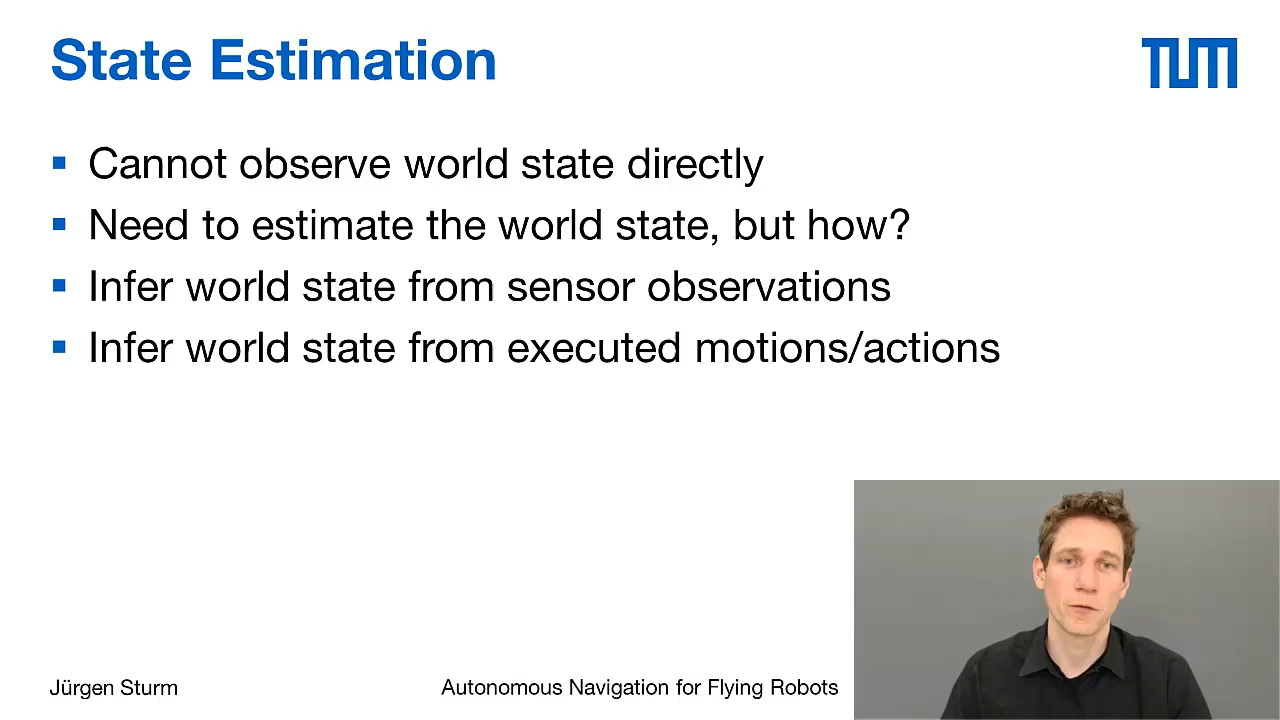 State Estimation
TUM
Cannot observe world state directly
Need to estimate the world state, but how?
Infer world state from sensor observations
Infer world state from executed motions/actions
Jürgen Sturm
Autonomous Navigation for Flying Robots